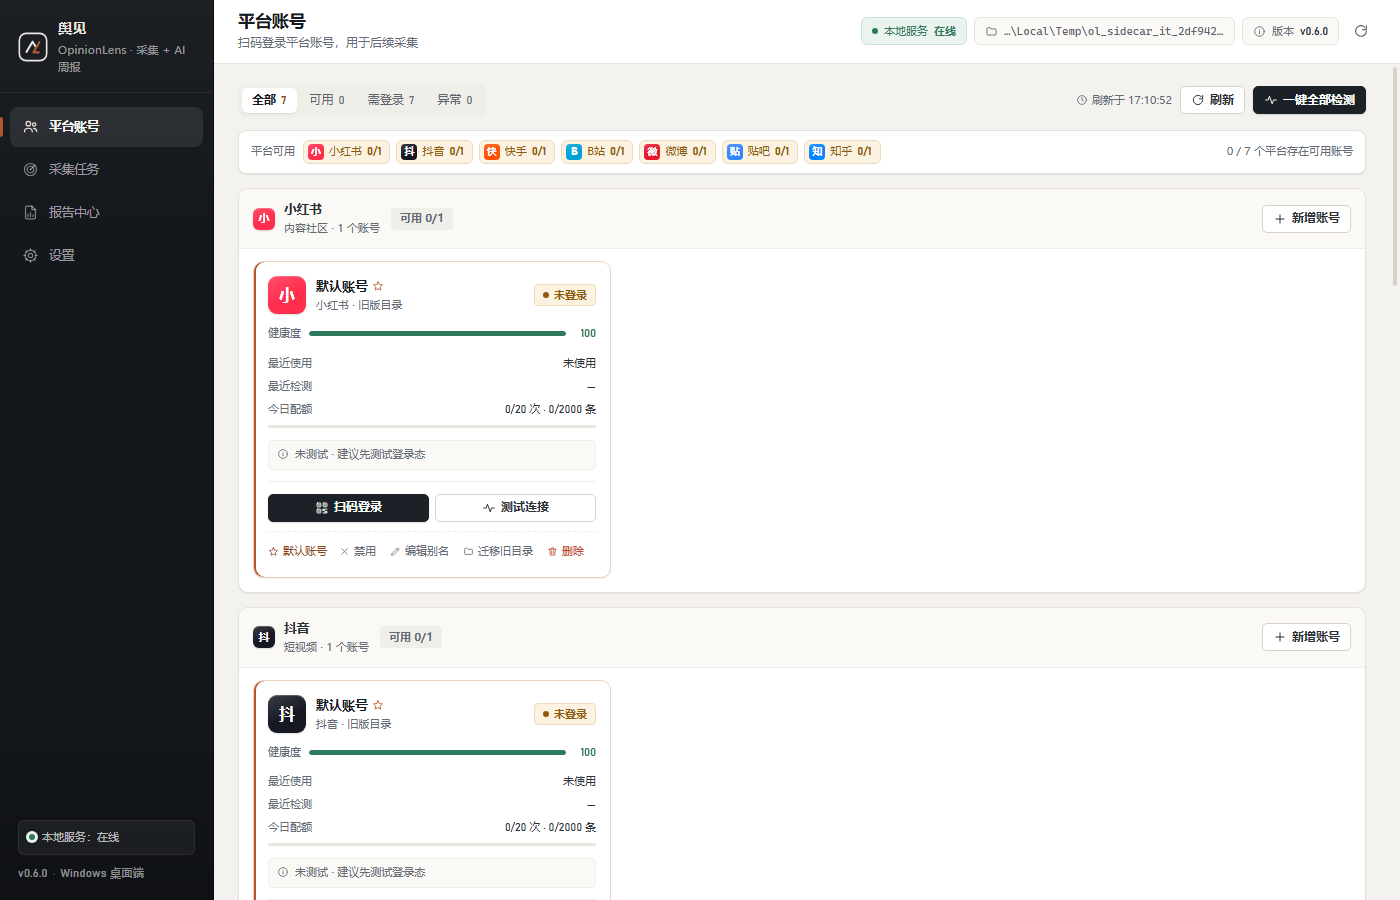 舆见
OpinionLens · 采集 + AI
周报
平台账号
采集任务
报告中心
设置
本地服务：在线
v0.6.0 · Windows 桌面端
平台账号
扫码登录平台账号，用于后续采集
本地服务 在线
…\Local\Temp\ol_sidecar_it_2df942…
版本 v0.6.0
全部 7
可用 0
需登录 7
异常 0
刷新于 17:10:52
刷新
一键全部检测
平台可用
小 小红书 0/1
抖 抖音 0/1
快 快手 0/1
B B站 0/1
微 微博 0/1
贴 贴吧 0/1
知 知乎 0/1
0 / 7 个平台存在可用账号
小 小红书
内容社区 · 1 个账号
可用 0/1
新增账号
小 默认账号
小红书 · 旧版目录
未登录
健康度 100
最近使用 未使用
最近检测 —
今日配额 0/20 次 · 0/2000 条
未测试 · 建议先测试登录态
扫码登录
测试连接
默认账号
禁用
编辑别名
迁移旧目录
删除
抖 抖音
短视频 · 1 个账号
可用 0/1
新增账号
抖 默认账号
抖音 · 旧版目录
未登录
健康度 100
最近使用 未使用
最近检测 —
今日配额 0/20 次 · 0/2000 条
未测试 · 建议先测试登录态